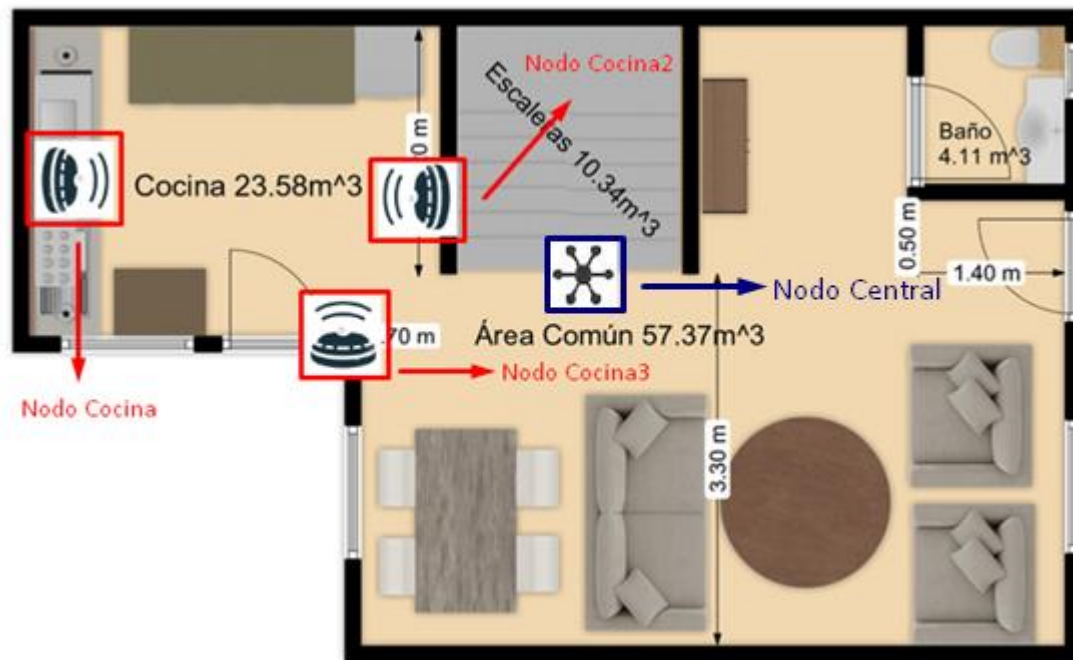 Nodo Cocina2
Escaleras 10.34m^3
Cocina 23.58m^3
Baño
4.11 m^3
0.50 m
1.40 m
Nodo Central
.70 m
Área Común 57.37m^3
Nodo Cocina3
Nodo Cocina
3.30 m